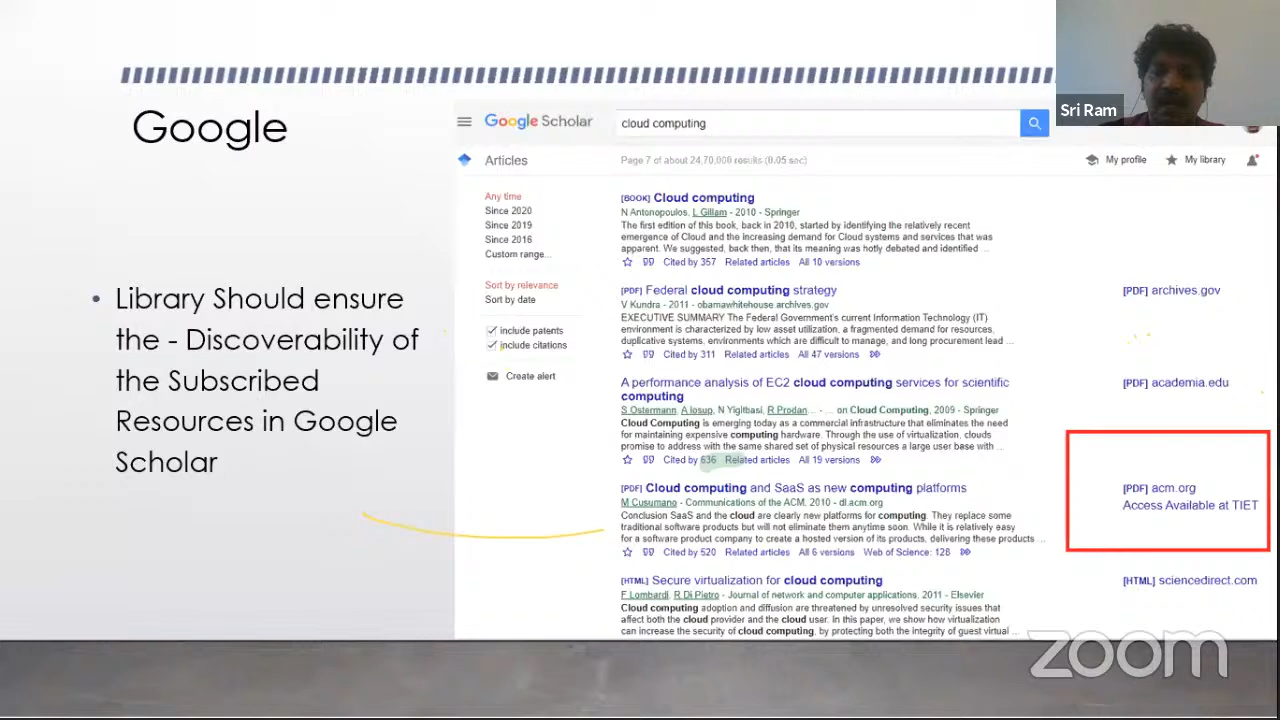 Google
Library Should ensure
the - Discoverability of
the Subscribed
Resources in Google
Scholar
Google Scholar
cloud computing
Sri Ram
Articles
Page 7 of about 24,70,000 results (0.05 sec)
My profile
My library
Any time
Since 2020
Since 2019
Since 2016
Custom range...
Sort by relevance
Sort by date
include patents
include citations
Create alert
[BOOK] Cloud computing
N Antonopoulos, L Gillam - 2010 - Springer
The first edition of this book, back in 2010, started by identifying the relatively recent
emergence of Cloud and the increasing demand for Cloud systems and services that was
apparent. We suggested, back then, that its meaning was hotly debated and identified ...
Cited by 357 Related articles All 10 versions
[PDF] Federal cloud computing strategy
V Kundra - 2011 - obamawhitehouse.archives.gov
EXECUTIVE SUMMARY The Federal Government's current Information Technology (IT)
environment is characterized by low asset utilization, a fragmented demand for resources,
duplicative systems, environments which are difficult to manage, and long procurement lead ...
Cited by 311 Related articles All 47 versions
[PDF] archives.gov
A performance analysis of EC2 cloud computing services for scientific
computing
S Ostermann, A Iosup, N Yigitbasi, R Prodan... - ... on Cloud Computing, 2009 - Springer
Cloud Computing is emerging today as a commercial infrastructure that eliminates the need
for maintaining expensive computing hardware. Through the use of virtualization, clouds
promise to address with the same shared set of physical resources a large user base with ...
Cited by 636 Related articles All 19 versions
[PDF] academia.edu
[PDF] Cloud computing and SaaS as new computing platforms
M Cusumano - Communications of the ACM, 2010 - dl.acm.org
Conclusion SaaS and the cloud are clearly new platforms for computing. They replace some
traditional software products but will not eliminate them anytime soon. While it is relatively easy
for a software product company to create a hosted version of its products, delivering these products ...
Cited by 520 Related articles All 6 versions Web of Science: 128
[PDF] acm.org
Access Available at TIET
[HTML] Secure virtualization for cloud computing
F Lombardi, R Di Pietro - Journal of network and computer applications, 2011 - Elsevier
Cloud computing adoption and diffusion are threatened by unresolved security issues that
affect both the cloud provider and the cloud user. In this paper, we show how virtualization
can increase the security of cloud computing, by protecting both the integrity of guest virtual ...
[HTML] sciencedirect.com
zoom